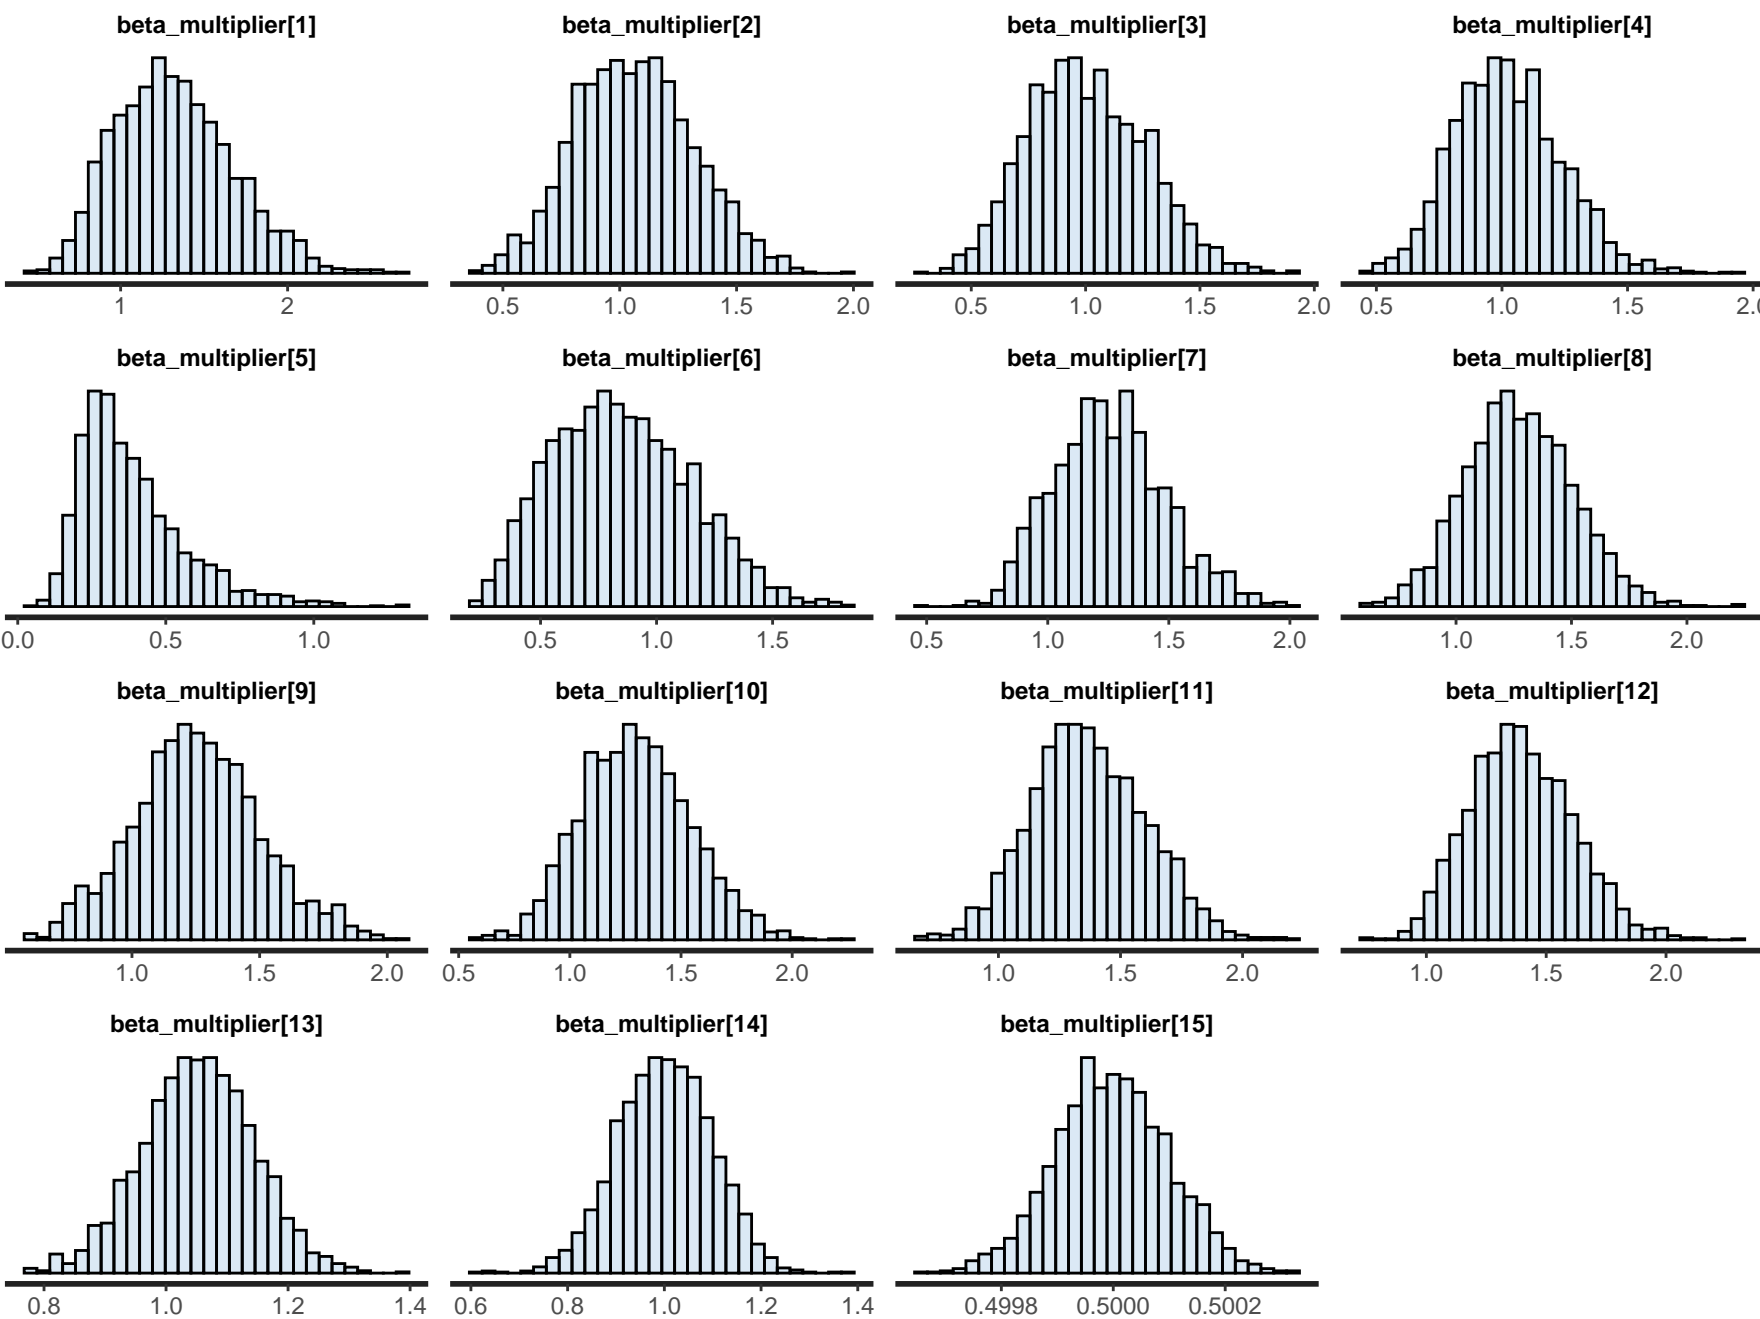 beta_multiplier[1] beta_multiplier[2] beta_multiplier[3] beta_multiplier[4]
1 2 0.5 1.0 1.5 2.0 0.5 1.0 1.5 2.0 0.5 1.0 1.5 2.0
beta_multiplier[5] beta_multiplier[6] beta_multiplier[7] beta_multiplier[8]
0.0 0.5 1.0 0.5 1.0 1.5 0.5 1.0 1.5 2.0 1.0 1.5 2.0
beta_multiplier[9] beta_multiplier[10] beta_multiplier[11] beta_multiplier[12]
1.0 1.5 2.0 0.5 1.0 1.5 2.0 1.0 1.5 2.0 1.0 1.5 2.0
beta_multiplier[13] beta_multiplier[14] beta_multiplier[15]
0.8 1.0 1.2 1.4 0.6 0.8 1.0 1.2 1.4 0.4998 0.5000 0.5002